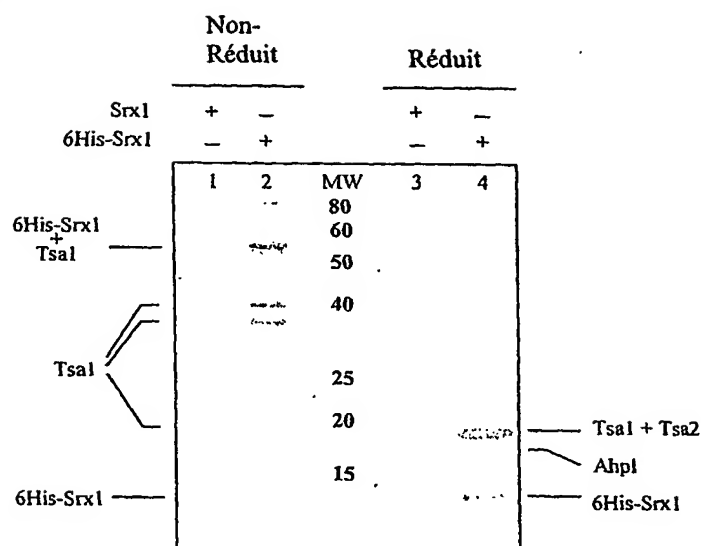 Non-
Réduit
Réduit
Srx1 + – + –
6His-Srx1 – + – +
1 2 MW 3 4
80
60
50
40
25
20
15
6His-Srx1
+
Tsa1
Tsa1
6His-Srx1
Tsa1 + Tsa2
Ahp1
6His-Srx1